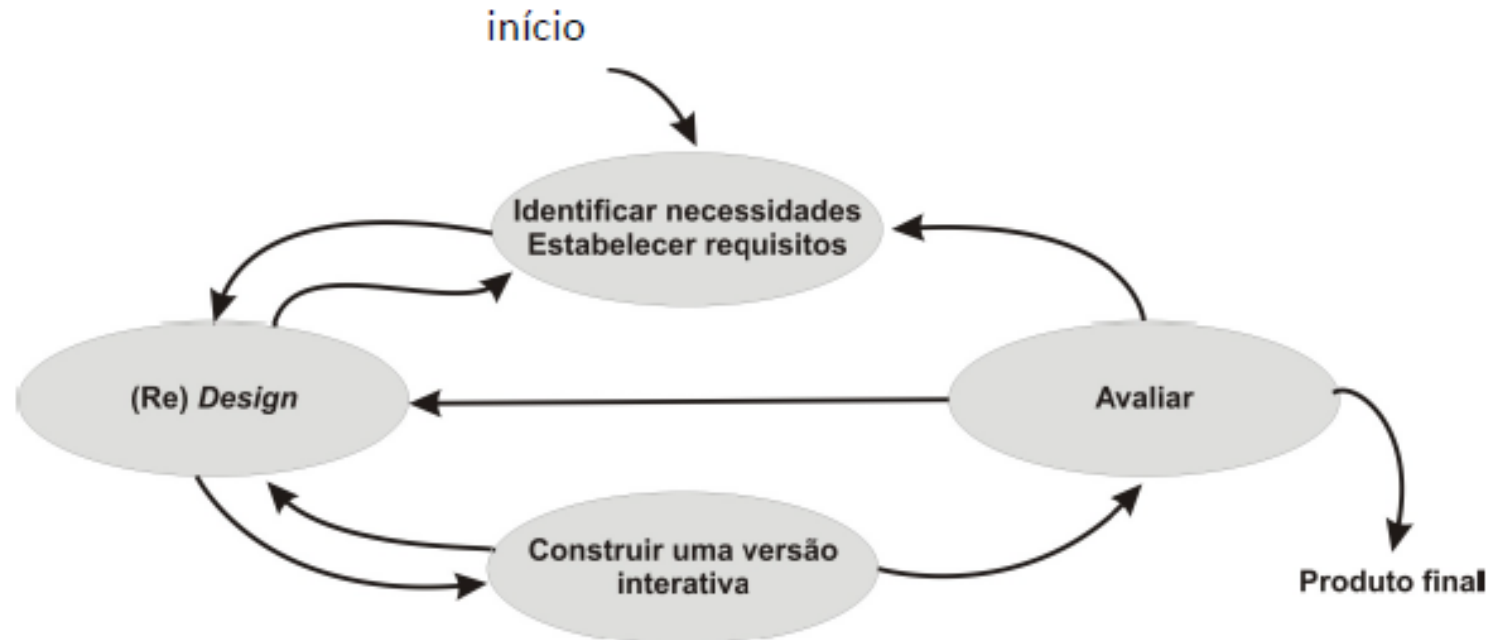 início
Identificar necessidades
Estabelecer requisitos
(Re) Design
Avaliar
Construir uma versão
interativa
Produto final